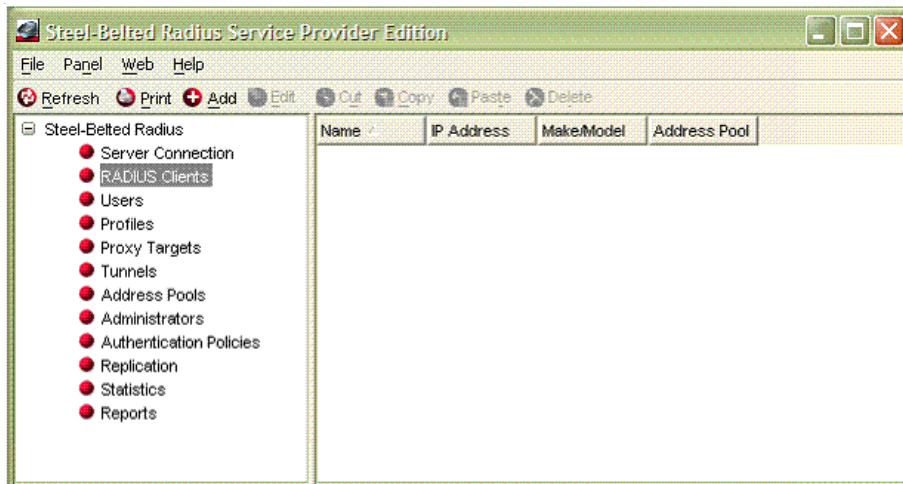 Steel-Belted Radius Service Provider Edition
File Panel Web Help
Refresh Print Add Edit Cut Copy Paste Delete
Steel-Belted Radius
Server Connection
RADIUS Clients
Users
Profiles
Proxy Targets
Tunnels
Address Pools
Administrators
Authentication Policies
Replication
Statistics
Reports
Name IP Address Make/Model Address Pool